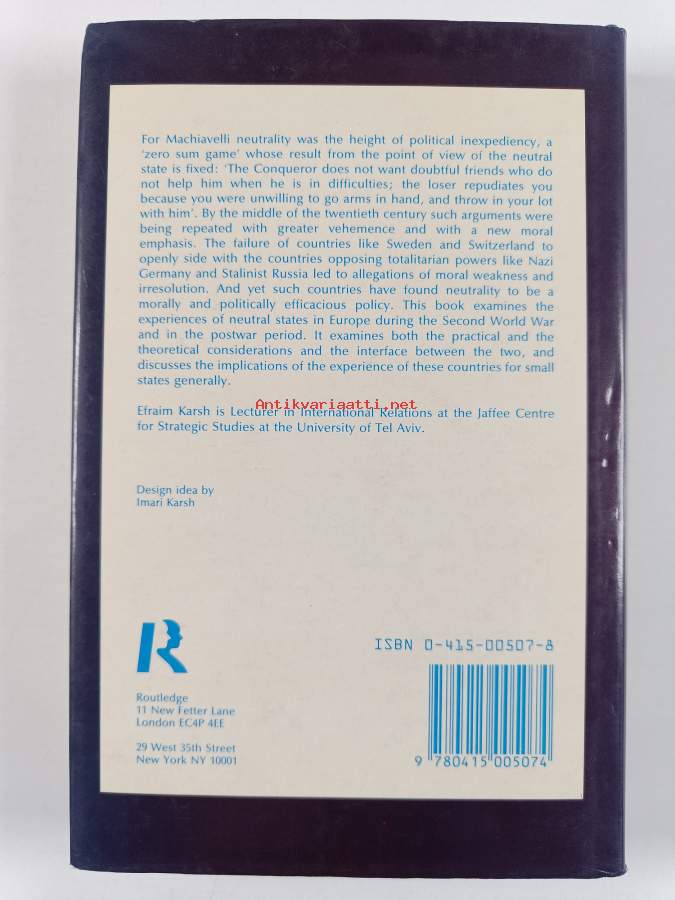 For Machiavelli neutrality was the height of political inexpediency, a
'zero sum game' whose result from the point of view of the neutral
state is fixed: 'The Conqueror does not want doubtful friends who do
not help him when he is in difficulties; the loser repudiates you
because you were unwilling to go arms in hand, and throw in your lot
with him'. By the middle of the twentieth century such arguments were
being repeated with greater vehemence and with a new moral
emphasis. The failure of countries like Sweden and Switzerland to
openly side with the countries opposing totalitarian powers like Nazi
Germany and Stalinist Russia led to allegations of moral weakness and
irresolution. And yet such countries have found neutrality to be a
morally and politically efficacious policy. This book examines the
experiences of neutral states in Europe during the Second World War
and in the postwar period. It examines both the practical and the
theoretical considerations and the interface between the two, and
discusses the implications of the experience of these countries for small
states generally.
Antikvariaatti.net
Efraim Karsh is Lecturer in International Relations at the Jaffee Centre
for Strategic Studies at the University of Tel Aviv.
Design idea by
Imari Karsh
ISBN 0-415-00507-8
Routledge
11 New Fetter Lane
London EC4P 4EE
29 West 35th Street
New York NY 10001
9 780415 005074